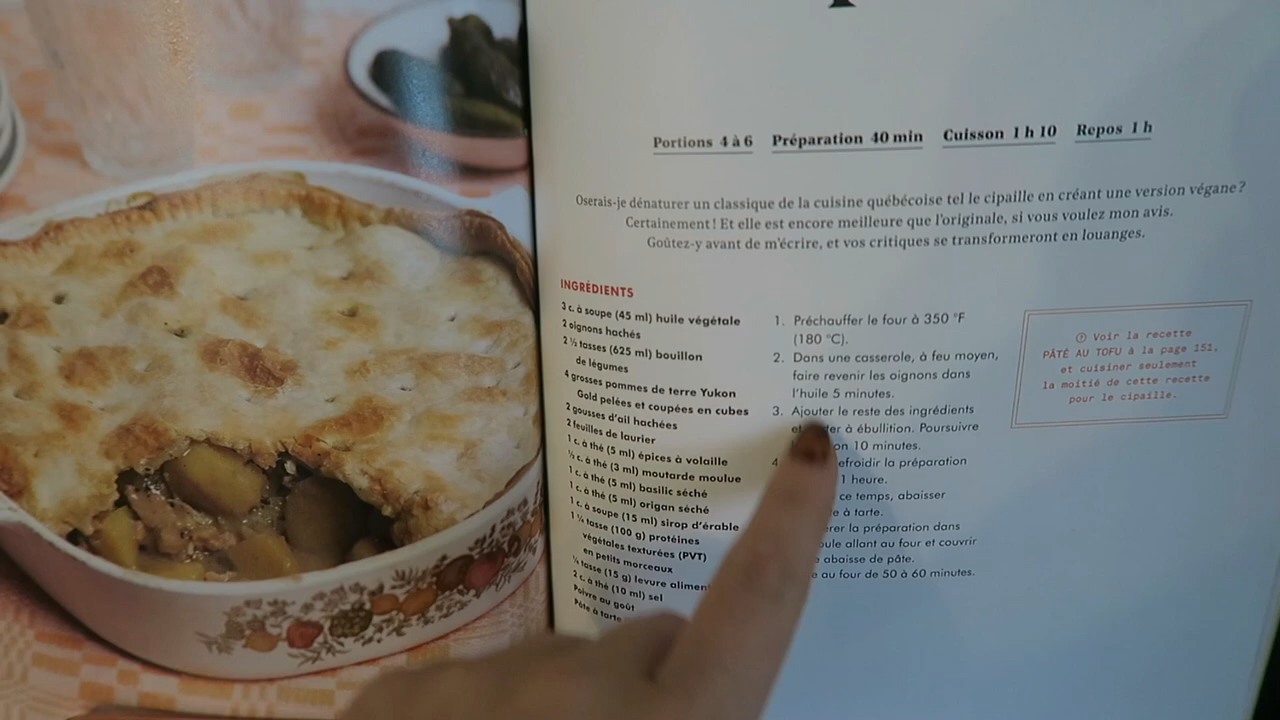 Portions 4 à 6 Préparation 40 min Cuisson 1 h 10 Repos 1 h
Oserais-je dénaturer un classique de la cuisine québécoise tel le cipaille en créant une version végane ?
Certainement ! Et elle est encore meilleure que l'originale, si vous voulez mon avis.
Goûtez-y avant de m'écrire, et vos critiques se transformeront en louanges.
INGRÉDIENTS
3 c. à soupe (45 ml) huile végétale
2 oignons hachés
2 ½ tasses (625 ml) bouillon
de légumes
4 grosses pommes de terre Yukon
Gold pelées et coupées en cubes
2 gousses d'ail hachées
2 feuilles de laurier
1 c. à thé (5 ml) épices à volaille
½ c. à thé (3 ml) moutarde moulue
1 c. à thé (5 ml) basilic séché
1 c. à thé (5 ml) origan séché
1 c. à soupe (15 ml) sirop d'érable
1 ¼ tasse (100 g) protéines
végétales texturées (PVT)
en petits morceaux
¼ tasse (15 g) levure
2 c. à thé (10 ml) sel
Poivre au goût
Pâte à tarte
1. Préchauffer le four à 350 °F
(180 °C).
2. Dans une casserole, à feu moyen,
faire revenir les oignons dans
l'huile 5 minutes.
3. Ajouter le reste des ingrédients
et à ébullition. Poursuivre
10 minutes.
4 la préparation
1 heure.
ce temps, abaisser
à tarte.
la préparation dans
allant au four et couvrir
abaisse de pâte.
au four de 50 à 60 minutes.
Voir la recette
PÂTÉ AU TOFU à la page 151,
et cuisiner seulement
la moitié de cette recette
pour le cipaille.